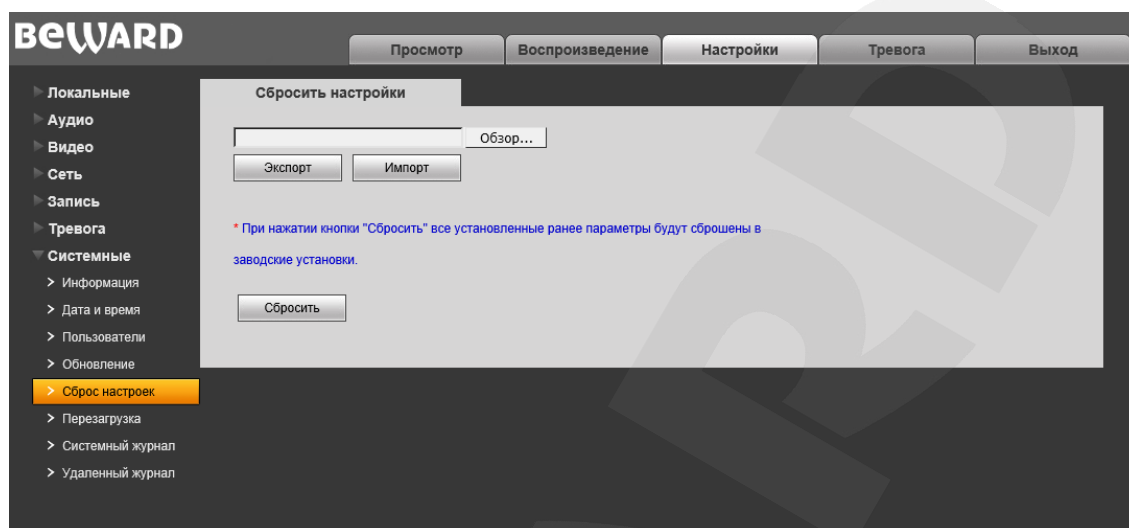 BEWARD
Просмотр
Воспроизведение
Настройки
Тревога
Выход
Локальные
Аудио
Видео
Сеть
Запись
Тревога
Системные
> Информация
> Дата и время
> Пользователи
> Обновление
> Сброс настроек
> Перезагрузка
> Системный журнал
> Удаленный журнал
Сбросить настройки
Обзор...
Экспорт
Импорт
* При нажатии кнопки "Сбросить" все установленные ранее параметры будут сброшены в
заводские установки.
Сбросить